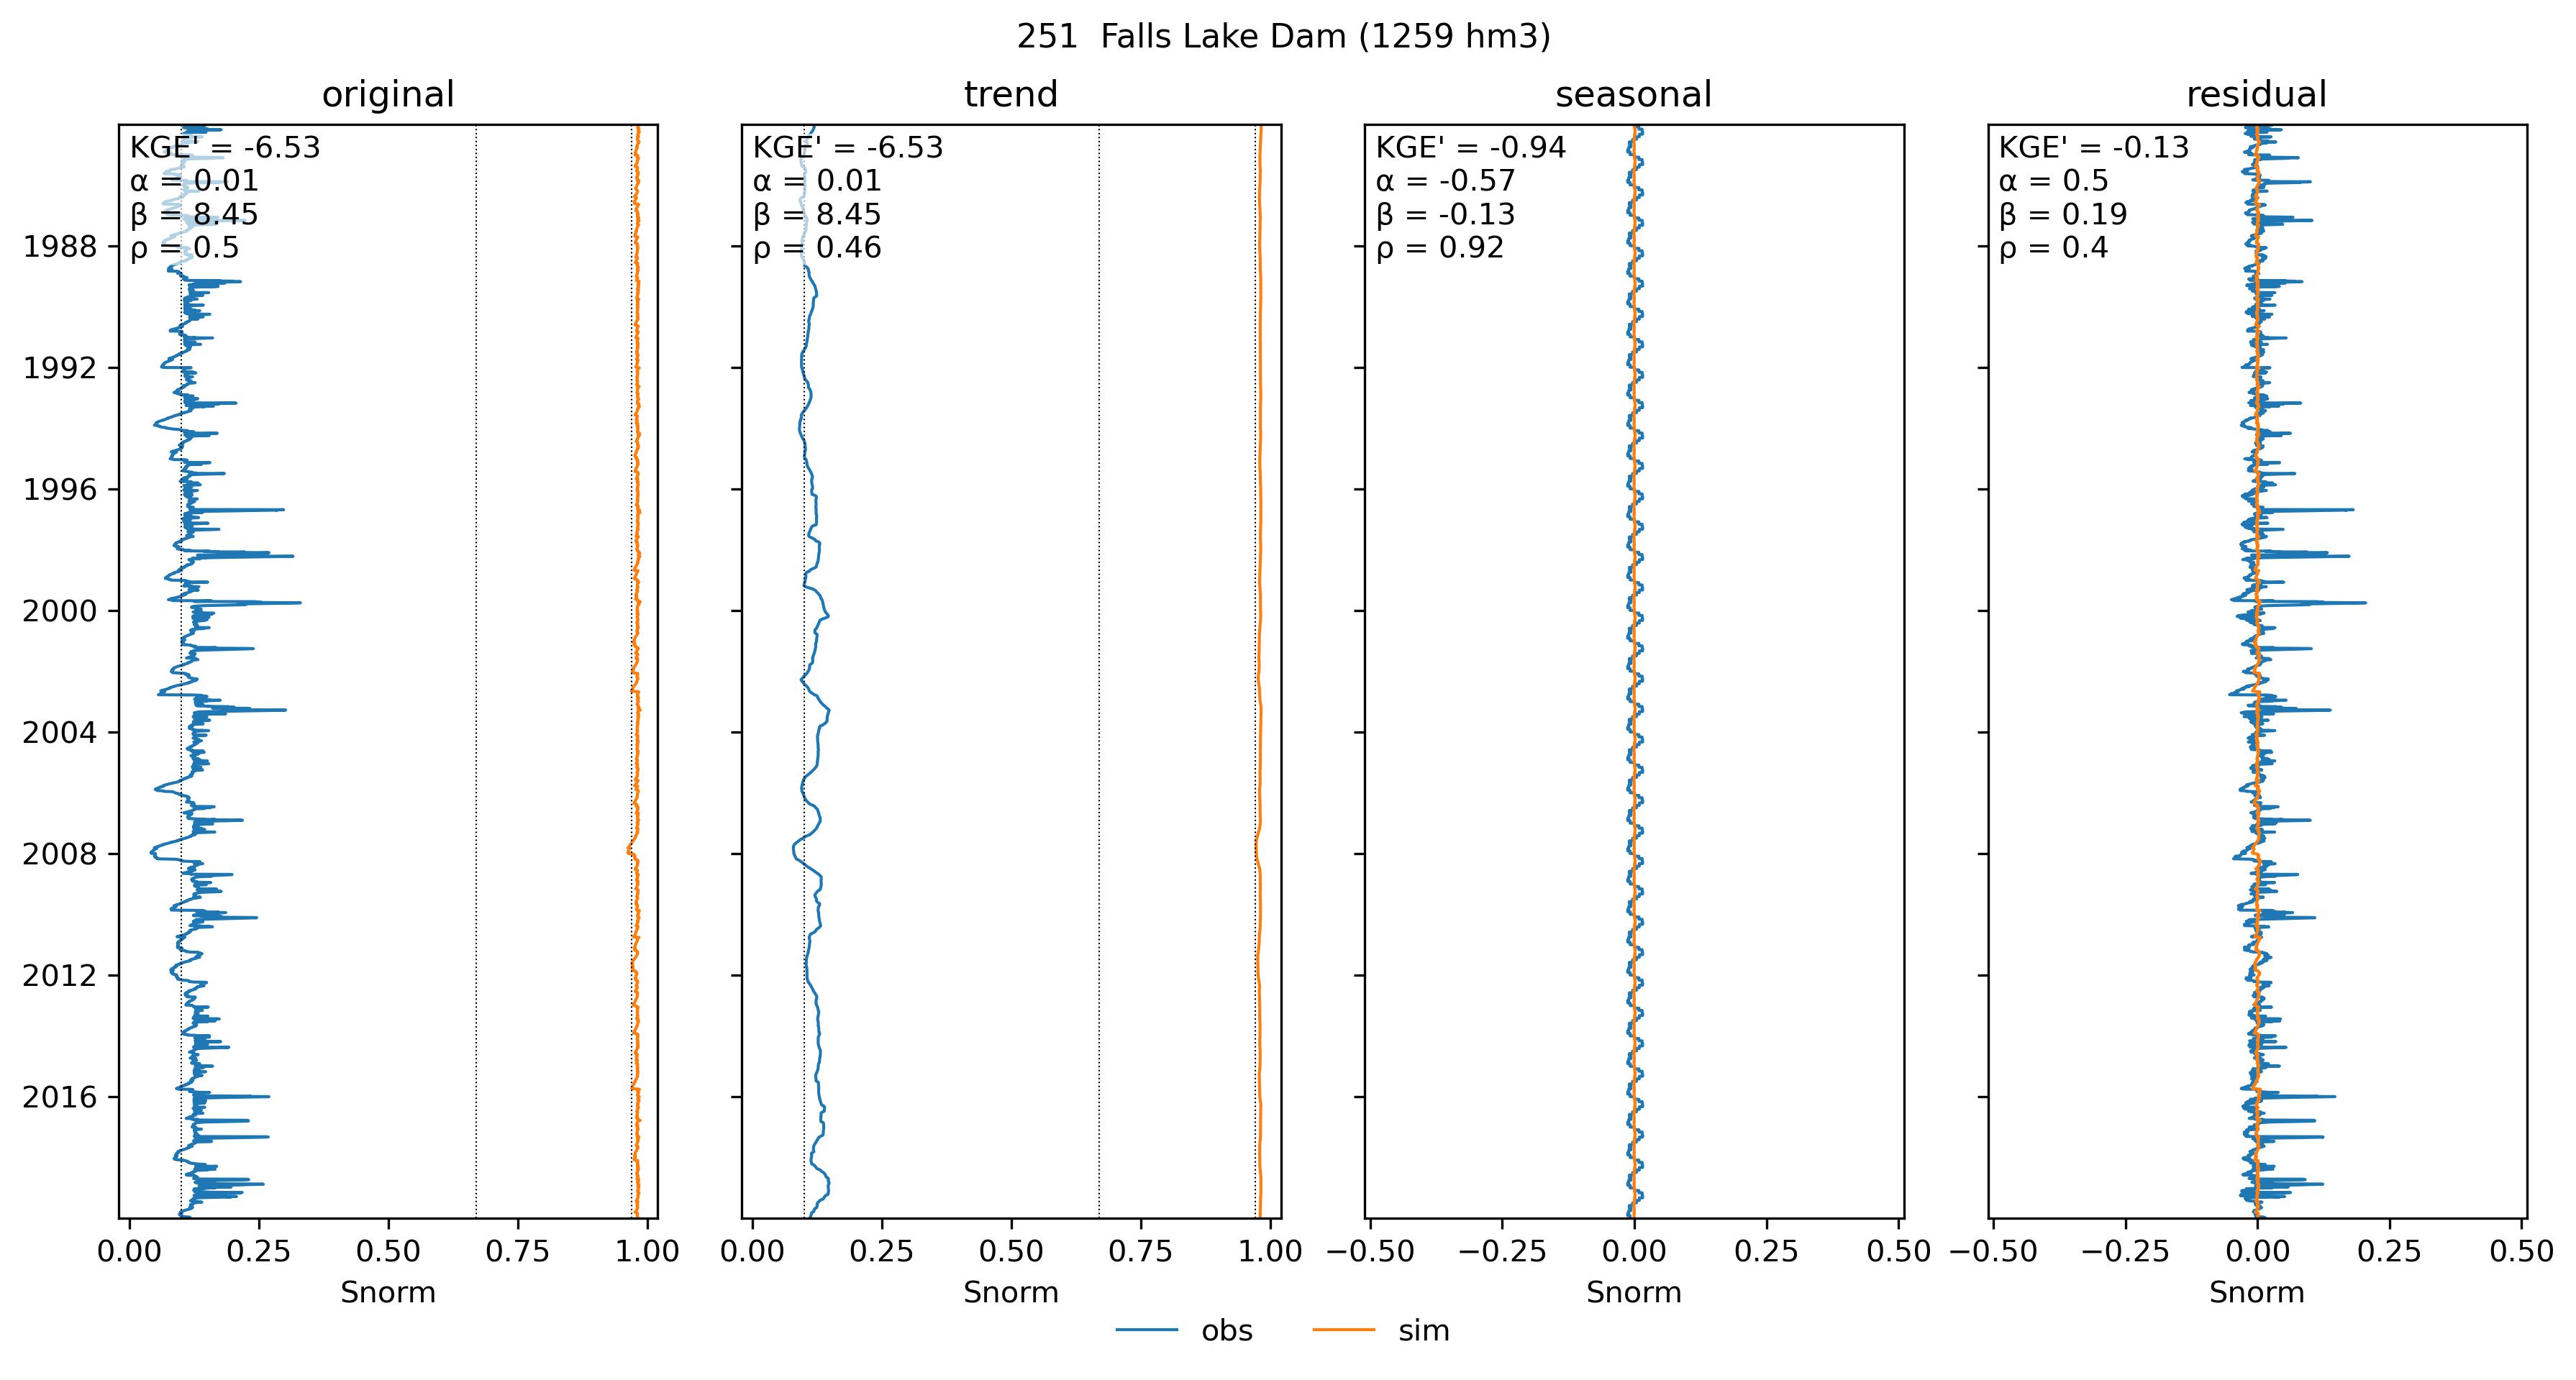 251  Falls Lake Dam (1259 hm3)
original
trend
seasonal
residual
KGE' = -6.53
α = 0.01
β = 8.45
ρ = 0.5
KGE' = -6.53
α = 0.01
β = 8.45
ρ = 0.46
KGE' = -0.94
α = -0.57
β = -0.13
ρ = 0.92
KGE' = -0.13
α = 0.5
β = 0.19
ρ = 0.4
1988
1992
1996
2000
2004
2008
2012
2016
0.00 0.25 0.50 0.75 1.00
0.00 0.25 0.50 0.75 1.00
−0.50 −0.25 0.00 0.25 0.50
−0.50 −0.25 0.00 0.25 0.50
Snorm
Snorm
Snorm
Snorm
obs
sim